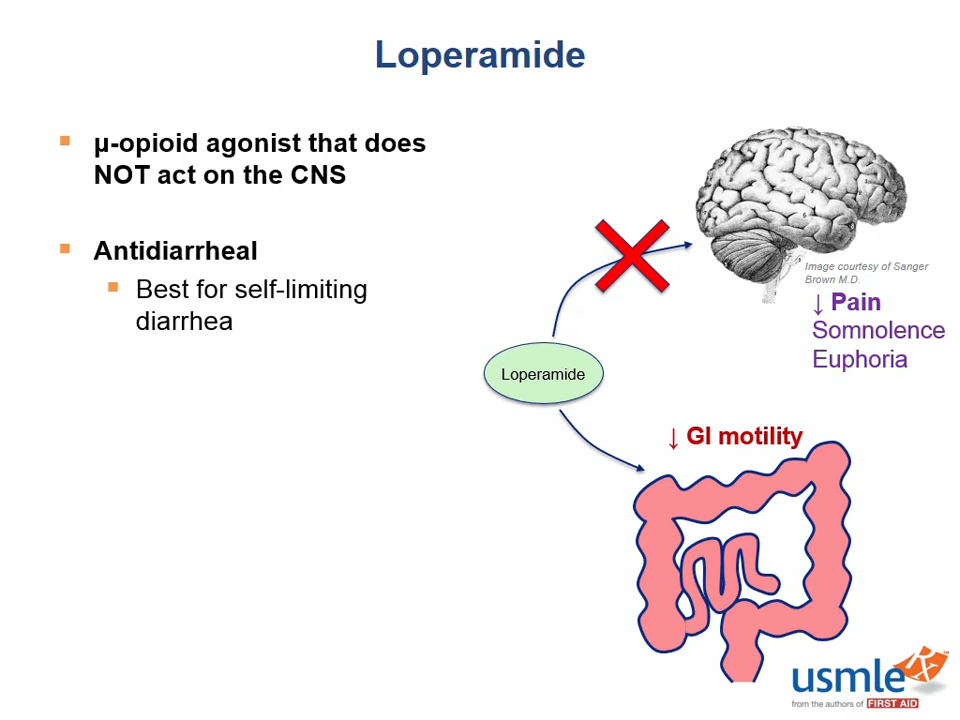 Loperamide
µ-opioid agonist that does
NOT act on the CNS
Antidiarrheal
Best for self-limiting
diarrhea
Image courtesy of Sanger
Brown M.D.
↓ Pain
Somnolence
Euphoria
Loperamide
↓ GI motility
usmle Rx™
from the authors of FIRST AID